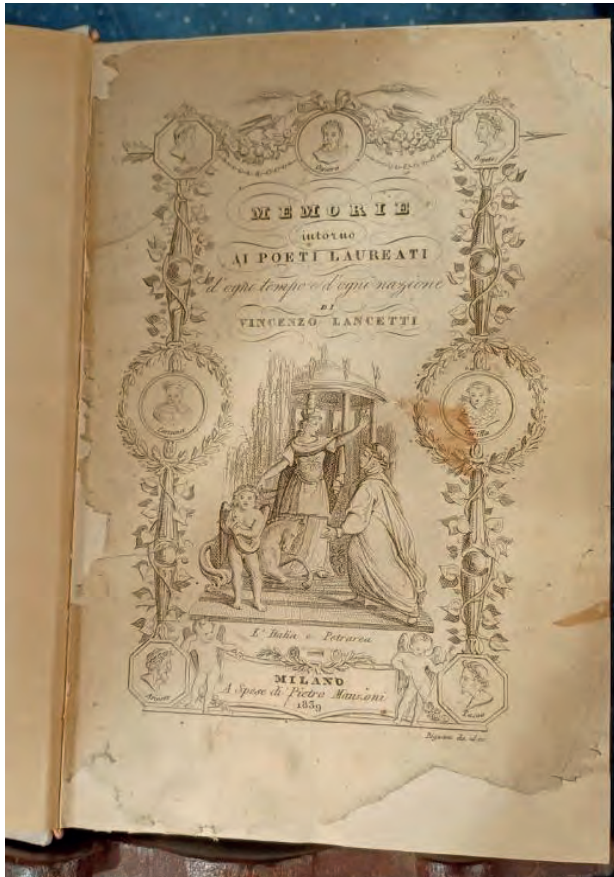 MEMORIE
intorno
AI POETI LAUREATI
d'ogni tempo e d'ogni nazione
DI
VINCENZO LANCETTI
L'Italia e Petrarca
MILANO
A Spese di Pietro Manzoni
1839
Tasso